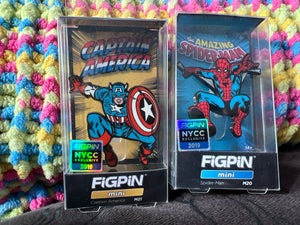 CAPTAIN
AMERICA
FiGPiN
NYCC
EXCLUSIVE
2019
FiGPiN
mini
Captain America M21
THE AMAZING
SPIDER-MAN
FiGPiN
NYCC
EXCLUSIVE
2019
FiGPiN
mini
Spider-Man M20